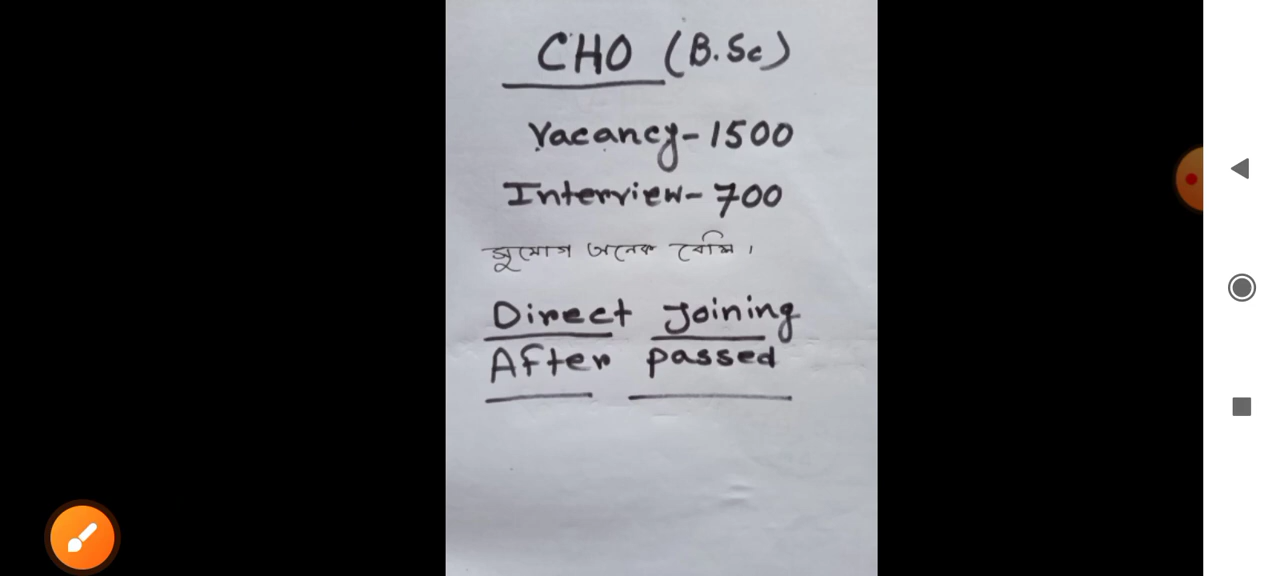 CHO (B.Sc)
Vacancy-1500
Interview-700
সুযোগ অনেক বেশি।
Direct Joining
After passed